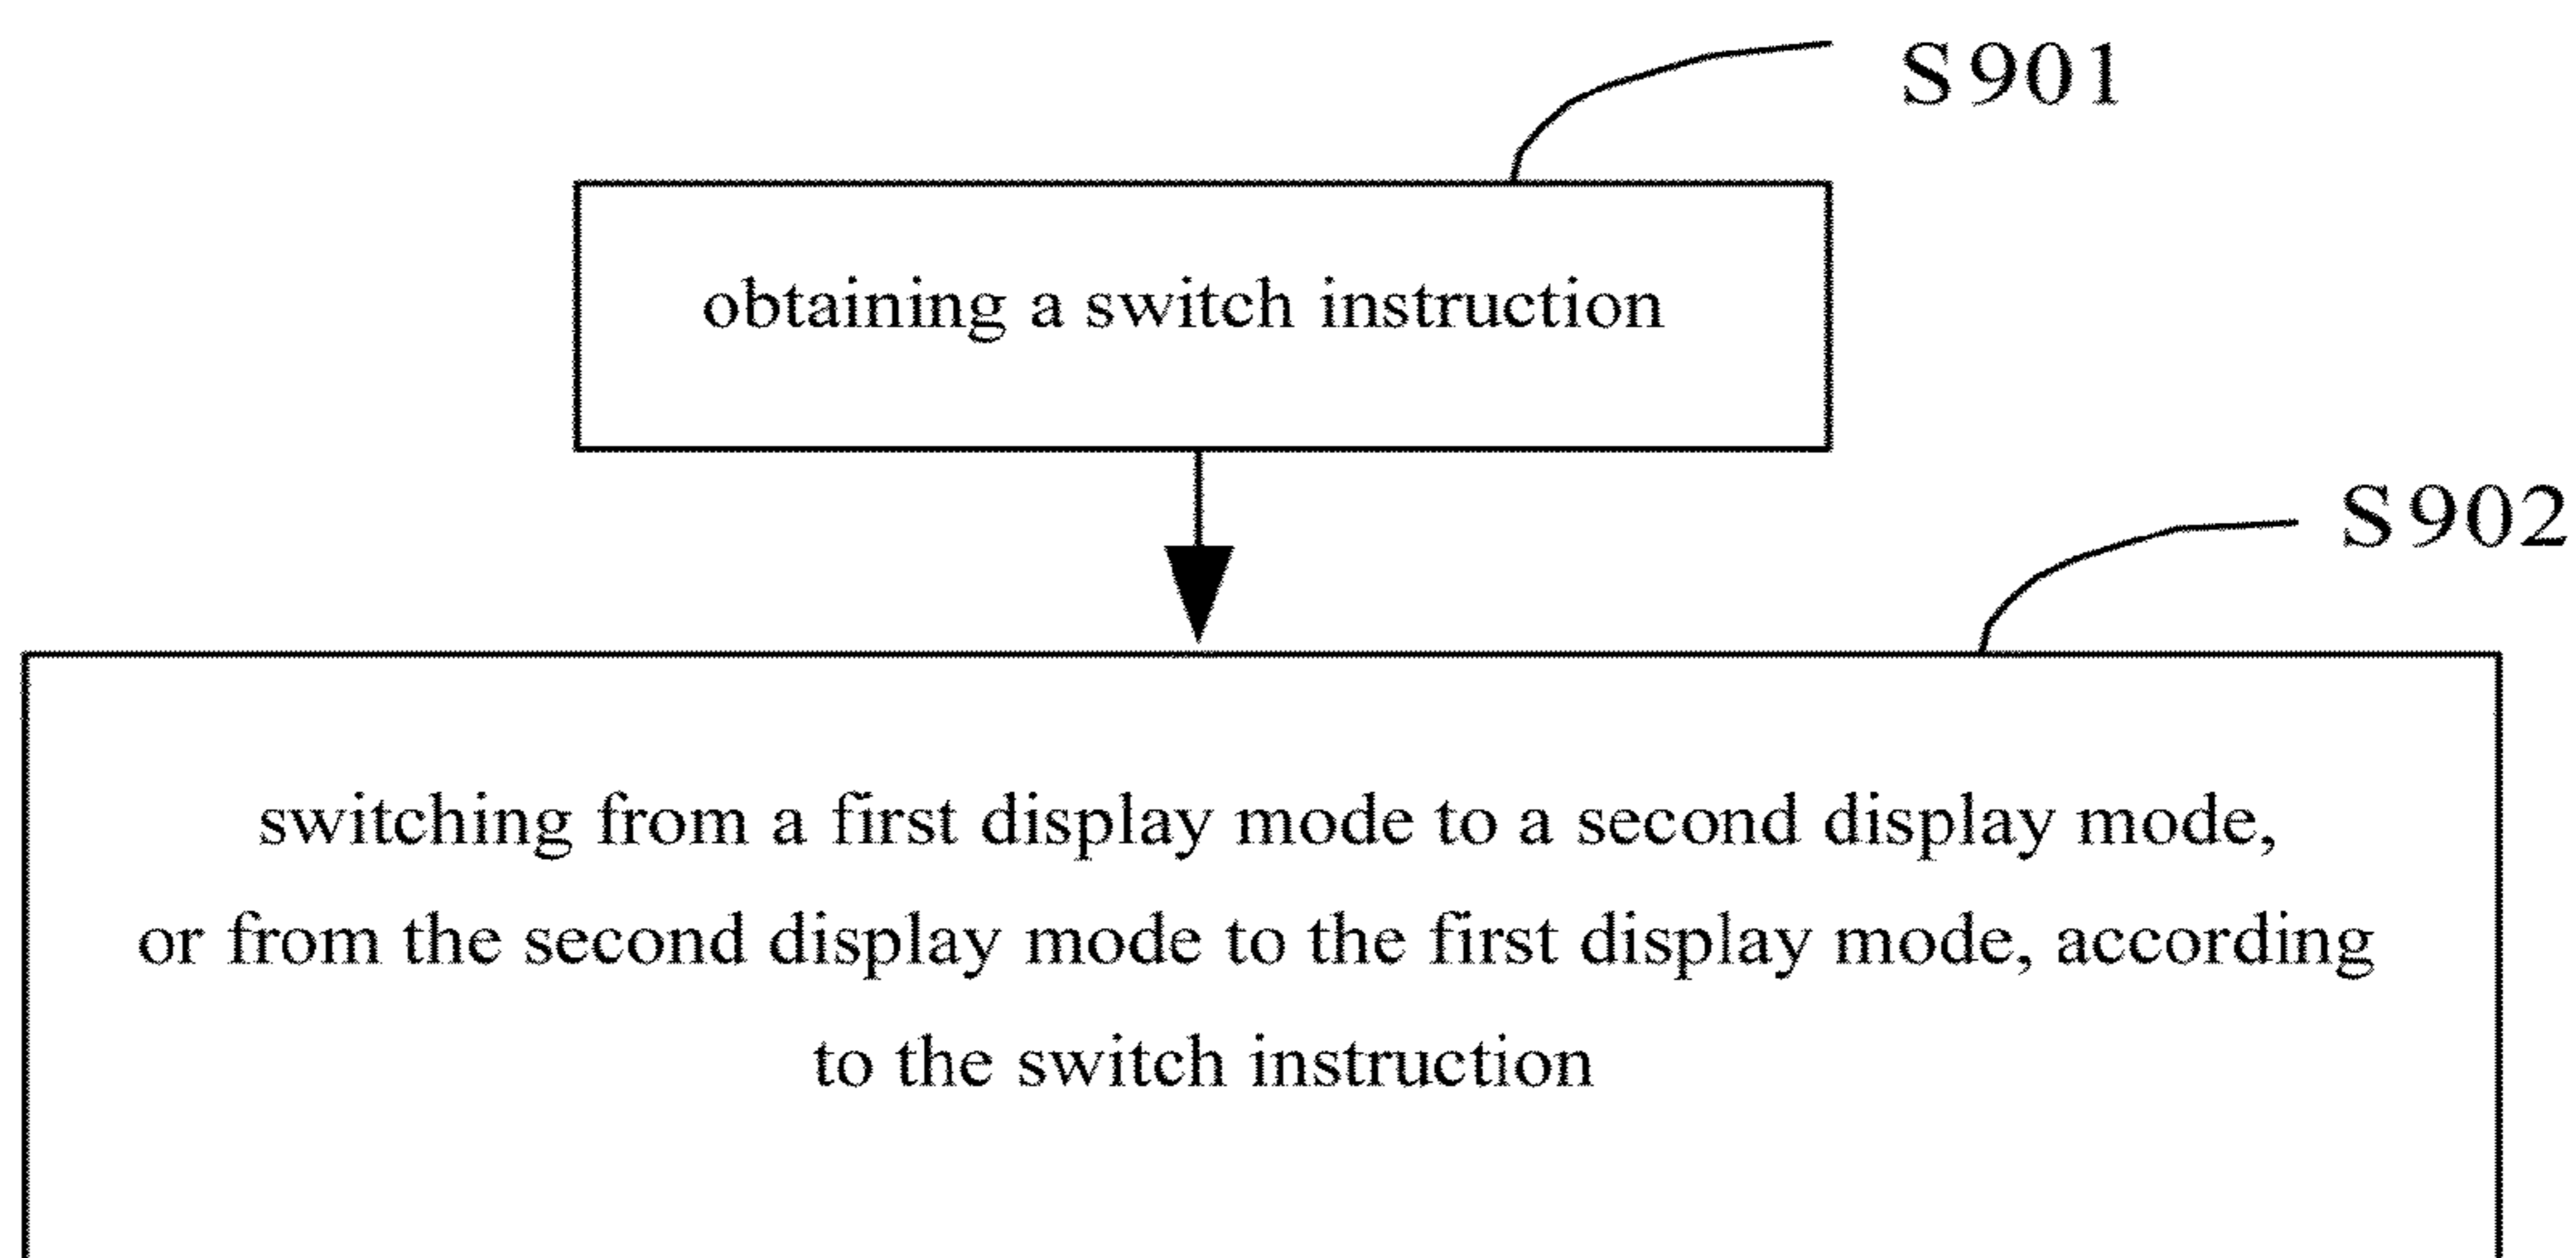 S901
obtaining a switch instruction
S902
switching from a first display mode to a second display mode,
or from the second display mode to the first display mode, according
to the switch instruction